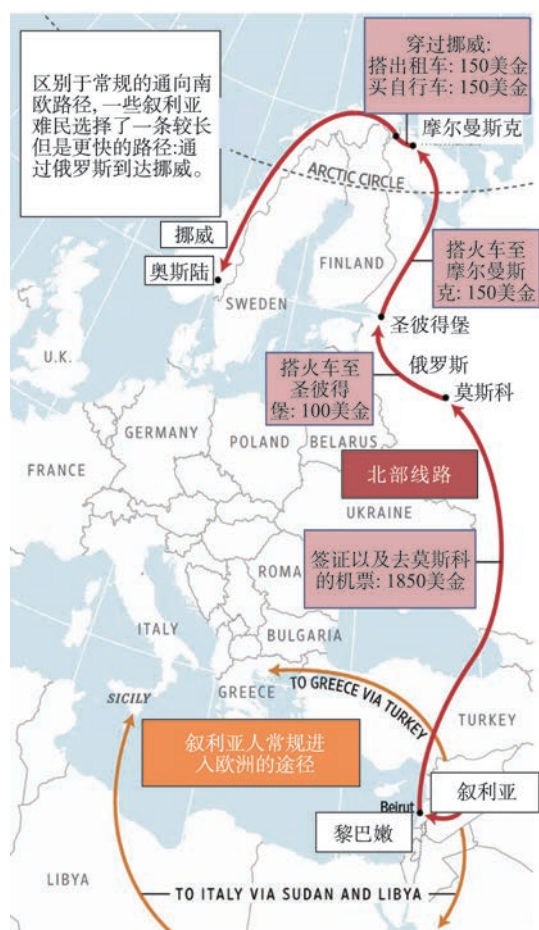 区别于常规的通向南
欧路径, 一些叙利亚
难民选择了一条较长
但是更快的路径:通
过俄罗斯到达挪威。
穿过挪威:
搭出租车: 150美金
买自行车: 150美金
摩尔曼斯克
ARCTIC CIRCLE
挪威
奥斯陆
FINLAND
SWEDEN
搭火车至
摩尔曼斯
克: 150美金
圣彼得堡
U.K.
搭火车至
圣彼得
堡: 100美金
俄罗斯
莫斯科
GERMANY
POLAND
BELARUS
FRANCE
北部线路
UKRAINE
签证以及去莫斯科
的机票: 1850美金
ROMA
ITALY
BULGARIA
SICILY
GREECE
TO GREECE VIA TURKEY
TURKEY
叙利亚人常规进
入欧洲的途径
Beirut
叙利亚
黎巴嫩
LIBYA
TO ITALY VIA SUDAN AND LIBYA